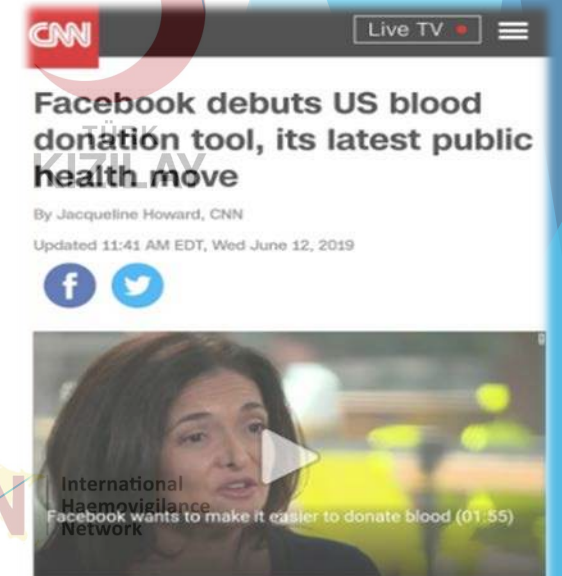 CNN
Live TV
Facebook debuts US blood
donation tool, its latest public
health move
TÜRK
KIZILAY
By Jacqueline Howard, CNN
Updated 11:41 AM EDT, Wed June 12, 2019
f
International
Haemovigilance
Network
Facebook wants to make it easier to donate blood (01:55)